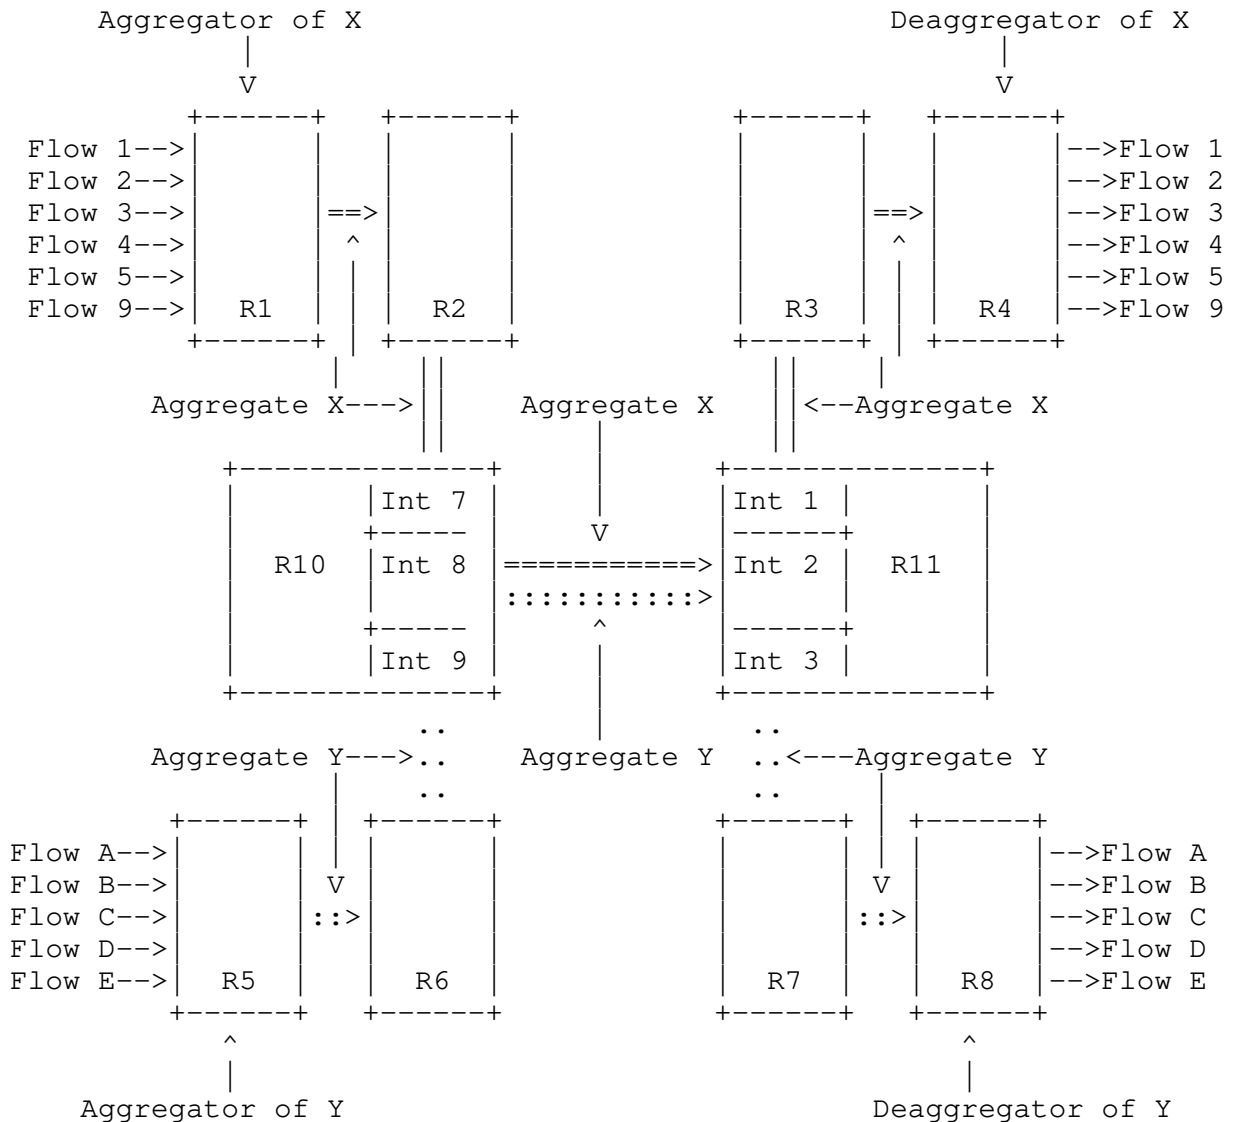 Aggregator of X Deaggregator of X
| |
V V
+------+ +------+ +------+ +------+
Flow 1-->| | | | | | | |-->Flow 1
Flow 2-->| | | | | | | |-->Flow 2
Flow 3-->| |==>| | | |==>| |-->Flow 3
Flow 4-->| | ^ | | | | ^ | |-->Flow 4
Flow 5-->| | | | | | | | | |-->Flow 5
Flow 9-->| R1 | | | R2 | | R3 | | | R4 |-->Flow 9
+------+ | +------+ +------+ | +------+
| || || |
Aggregate X--->|| Aggregate X ||<--Aggregate X
|| | ||
+--------------+ | +--------------+
| |Int 7 | | |Int 1 | |
| +----- | V |------+ |
| R10 |Int 8 |===========>|Int 2 | R11 |
| | |:::::::::::>| | |
| +----- | ^ |------+ |
| |Int 9 | | |Int 3 | |
+--------------+ | +--------------+
.. | ..
Aggregate Y--->.. Aggregate Y ..<---Aggregate Y
| .. .. |
+------+ | +------+ +------+ | +------+
Flow A-->| | | | | | | | | |-->Flow A
Flow B-->| | V | | | | V | |-->Flow B
Flow C-->| |::>| | | |::>| |-->Flow C
Flow D-->| | | | | | | |-->Flow D
Flow E-->| R5 | | R6 | | R7 | | R8 |-->Flow E
+------+ +------+ +------+ +------+
^ ^
| |
Aggregator of Y Deaggregator of Y